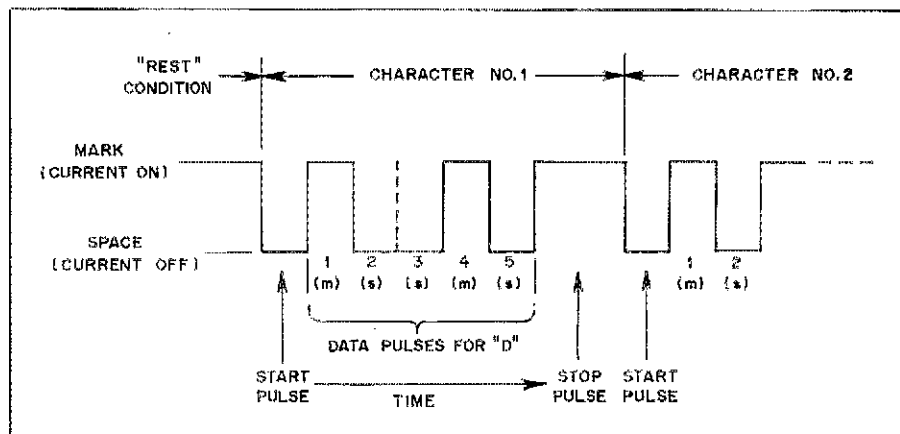 "REST"
CONDITION
CHARACTER NO.1
CHARACTER NO.2
MARK
(CURRENT ON)
SPACE
(CURRENT OFF)
1 2 3 4 5 1 2
(m) (s) (s) (m) (s) (m) (s)
DATA PULSES FOR "D"
START
PULSE
TIME
STOP
PULSE
START
PULSE